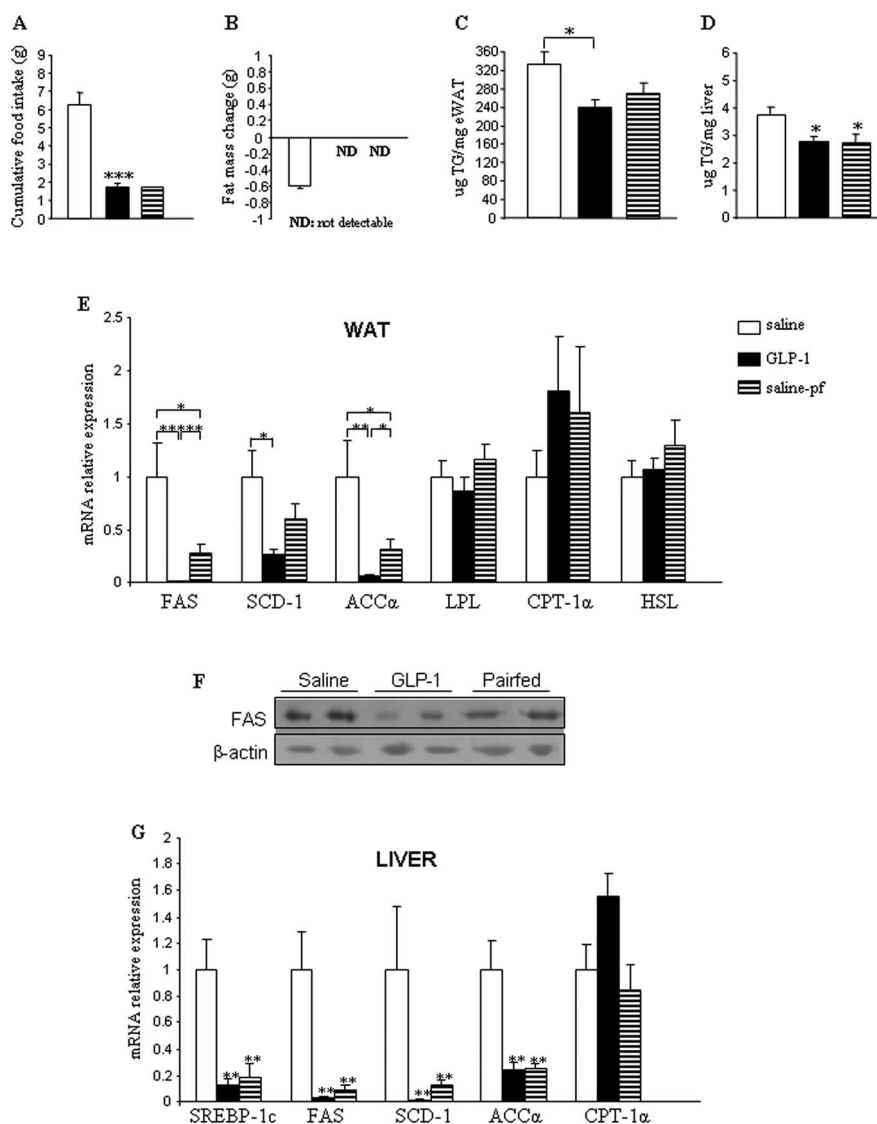 A
Cumulative food intake (g)
9
8
7
6
5
4
3
2
1
0
***
B
Fat mass change (g)
1
0.8
0.6
0.4
0.2
0
-0.2
-0.4
-0.6
-0.8
-1
ND ND
ND: not detectable
C
ug TG/mg eWAT
360
320
280
240
200
160
120
80
40
0
*
D
ug TG/mg liver
6
5
4
3
2
1
0
* *
E
WAT
mRNA relative expression
2.5
2
1.5
1
0.5
0
*
*****
*
*
** *
FAS SCD-1 ACCα LPL CPT-1α HSL
saline
GLP-1
saline-pf
F
Saline GLP-1 Pairfed
FAS
β-actin
G
LIVER
mRNA relative expression
2
1.8
1.6
1.4
1.2
1
0.8
0.6
0.4
0.2
0
** ** ** ** ** ** ** **
SREBP-1c FAS SCD-1 ACCα CPT-1α